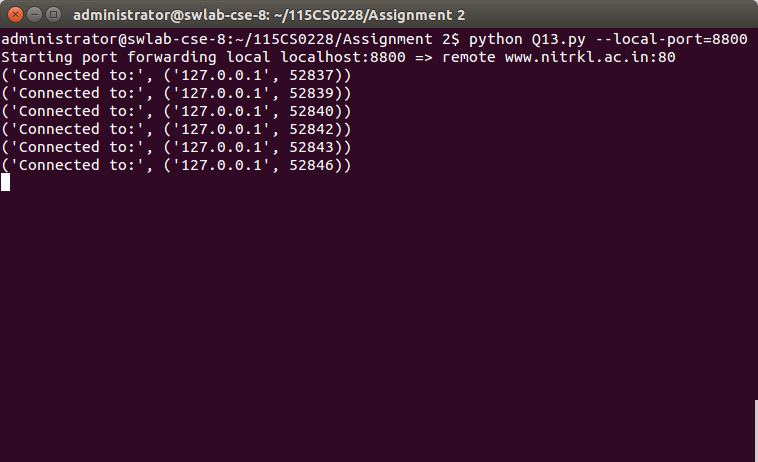 administrator@swlab-cse-8: ~/115CS0228/Assignment 2
administrator@swlab-cse-8:~/115CS0228/Assignment 2$ python Q13.py --local-port=8800
Starting port forwarding local localhost:8800 => remote www.nitrkl.ac.in:80
('Connected to:', ('127.0.0.1', 52837))
('Connected to:', ('127.0.0.1', 52839))
('Connected to:', ('127.0.0.1', 52840))
('Connected to:', ('127.0.0.1', 52842))
('Connected to:', ('127.0.0.1', 52843))
('Connected to:', ('127.0.0.1', 52846))